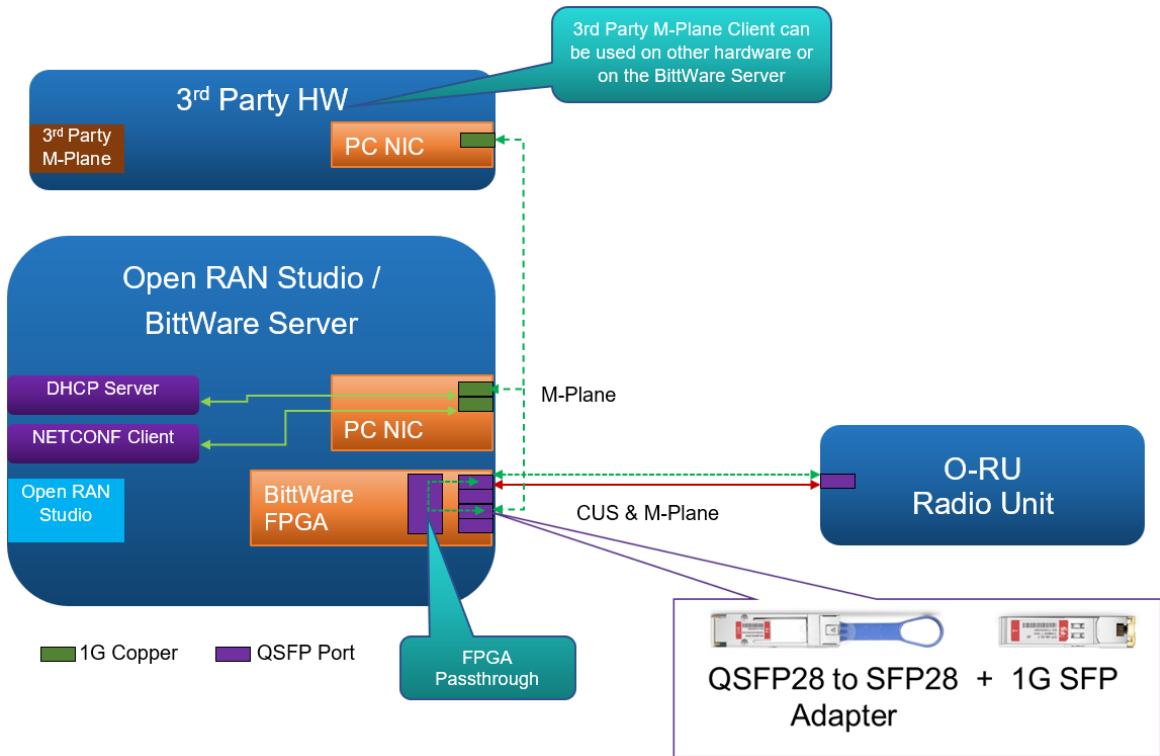 3rd Party M-Plane Client can
be used on other hardware or
on the BittWare Server
3rd Party HW
3rd Party
M-Plane
PC NIC
Open RAN Studio /
BittWare Server
DHCP Server
NETCONF Client
PC NIC
M-Plane
Open RAN
Studio
BittWare
FPGA
CUS & M-Plane
O-RU
Radio Unit
1G Copper
QSFP Port
FPGA
Passthrough
QSFP28 to SFP28 + 1G SFP
Adapter